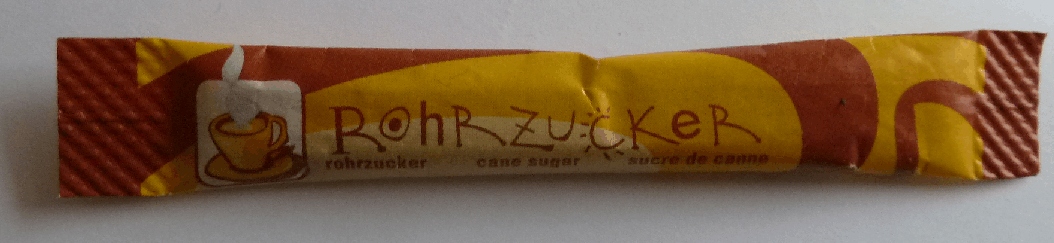 RohRzuckeR
rohrzucker cane sugar sucre de canne